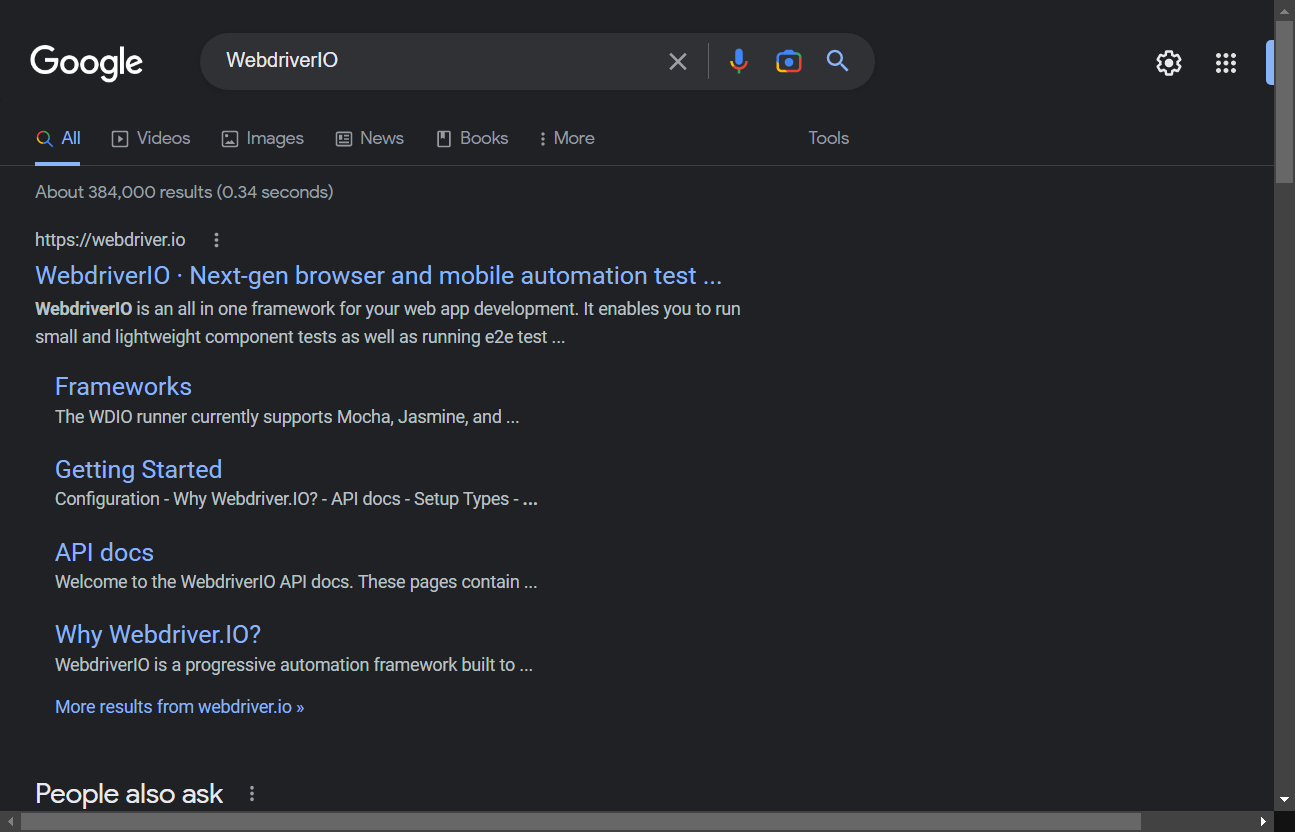 Google
WebdriverIO
All Videos Images News Books More Tools
About 384,000 results (0.34 seconds)
https://webdriver.io
WebdriverIO · Next-gen browser and mobile automation test ...
WebdriverIO is an all in one framework for your web app development. It enables you to run
small and lightweight component tests as well as running e2e test ...
Frameworks
The WDIO runner currently supports Mocha, Jasmine, and ...
Getting Started
Configuration - Why Webdriver.IO? - API docs - Setup Types - ...
API docs
Welcome to the WebdriverIO API docs. These pages contain ...
Why Webdriver.IO?
WebdriverIO is a progressive automation framework built to ...
More results from webdriver.io »
People also ask